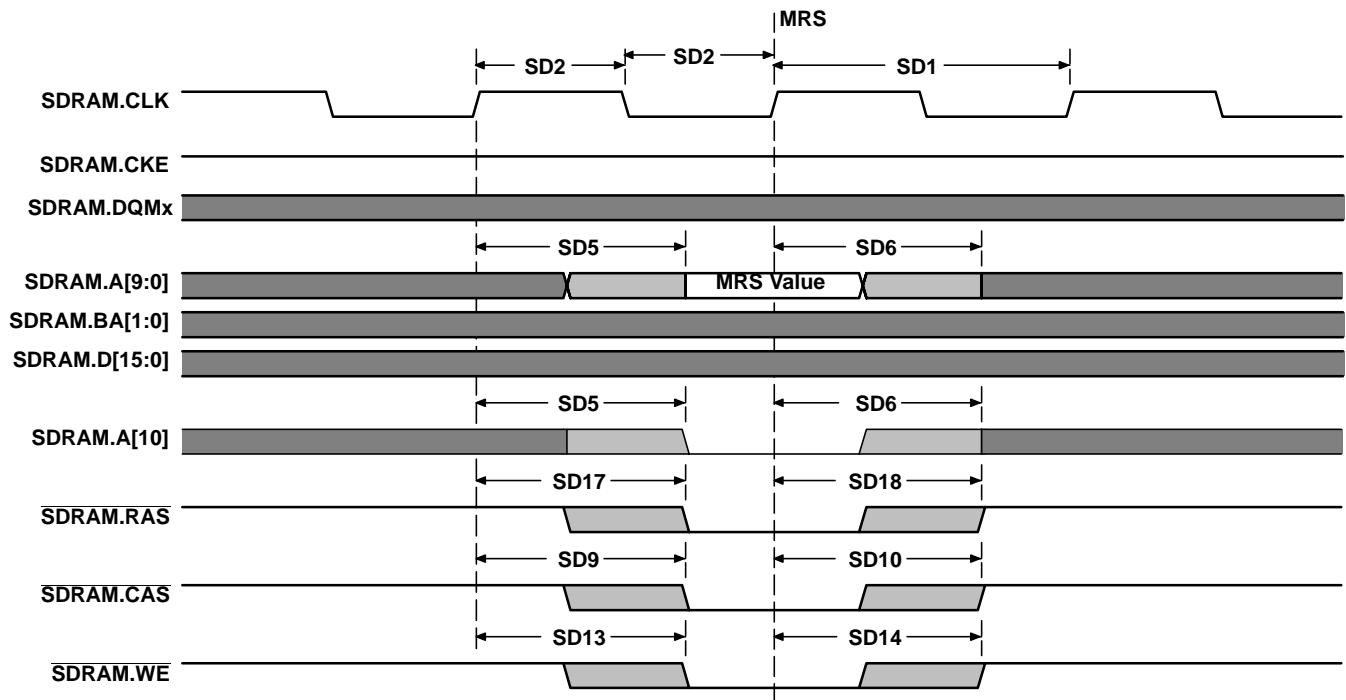 MRS
SD2
SD2
SD1
SDRAM.CLK
SDRAM.CKE
SDRAM.DQMx
SD5
SD6
SDRAM.A[9:0]
MRS Value
SDRAM.BA[1:0]
SDRAM.D[15:0]
SD5
SD6
SDRAM.A[10]
SD17
SD18
SDRAM.RAS
SD9
SD10
SDRAM.CAS
SD13
SD14
SDRAM.WE